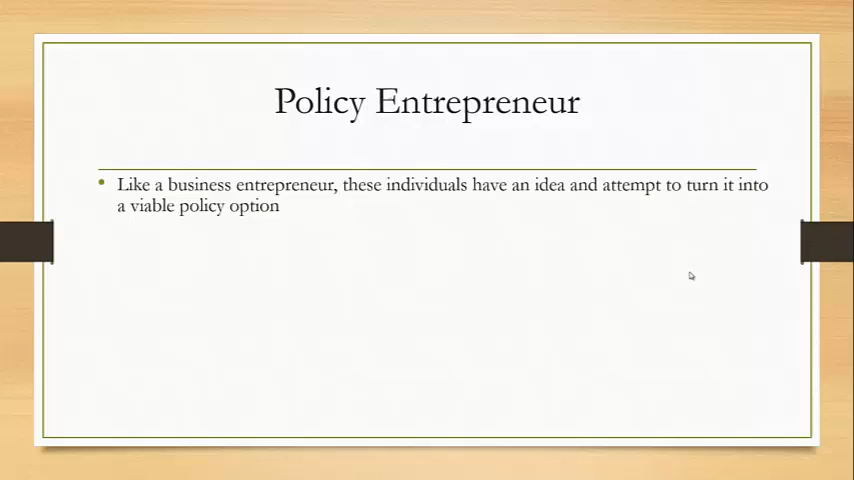 Policy Entrepreneur
• Like a business entrepreneur, these individuals have an idea and attempt to turn it into
a viable policy option